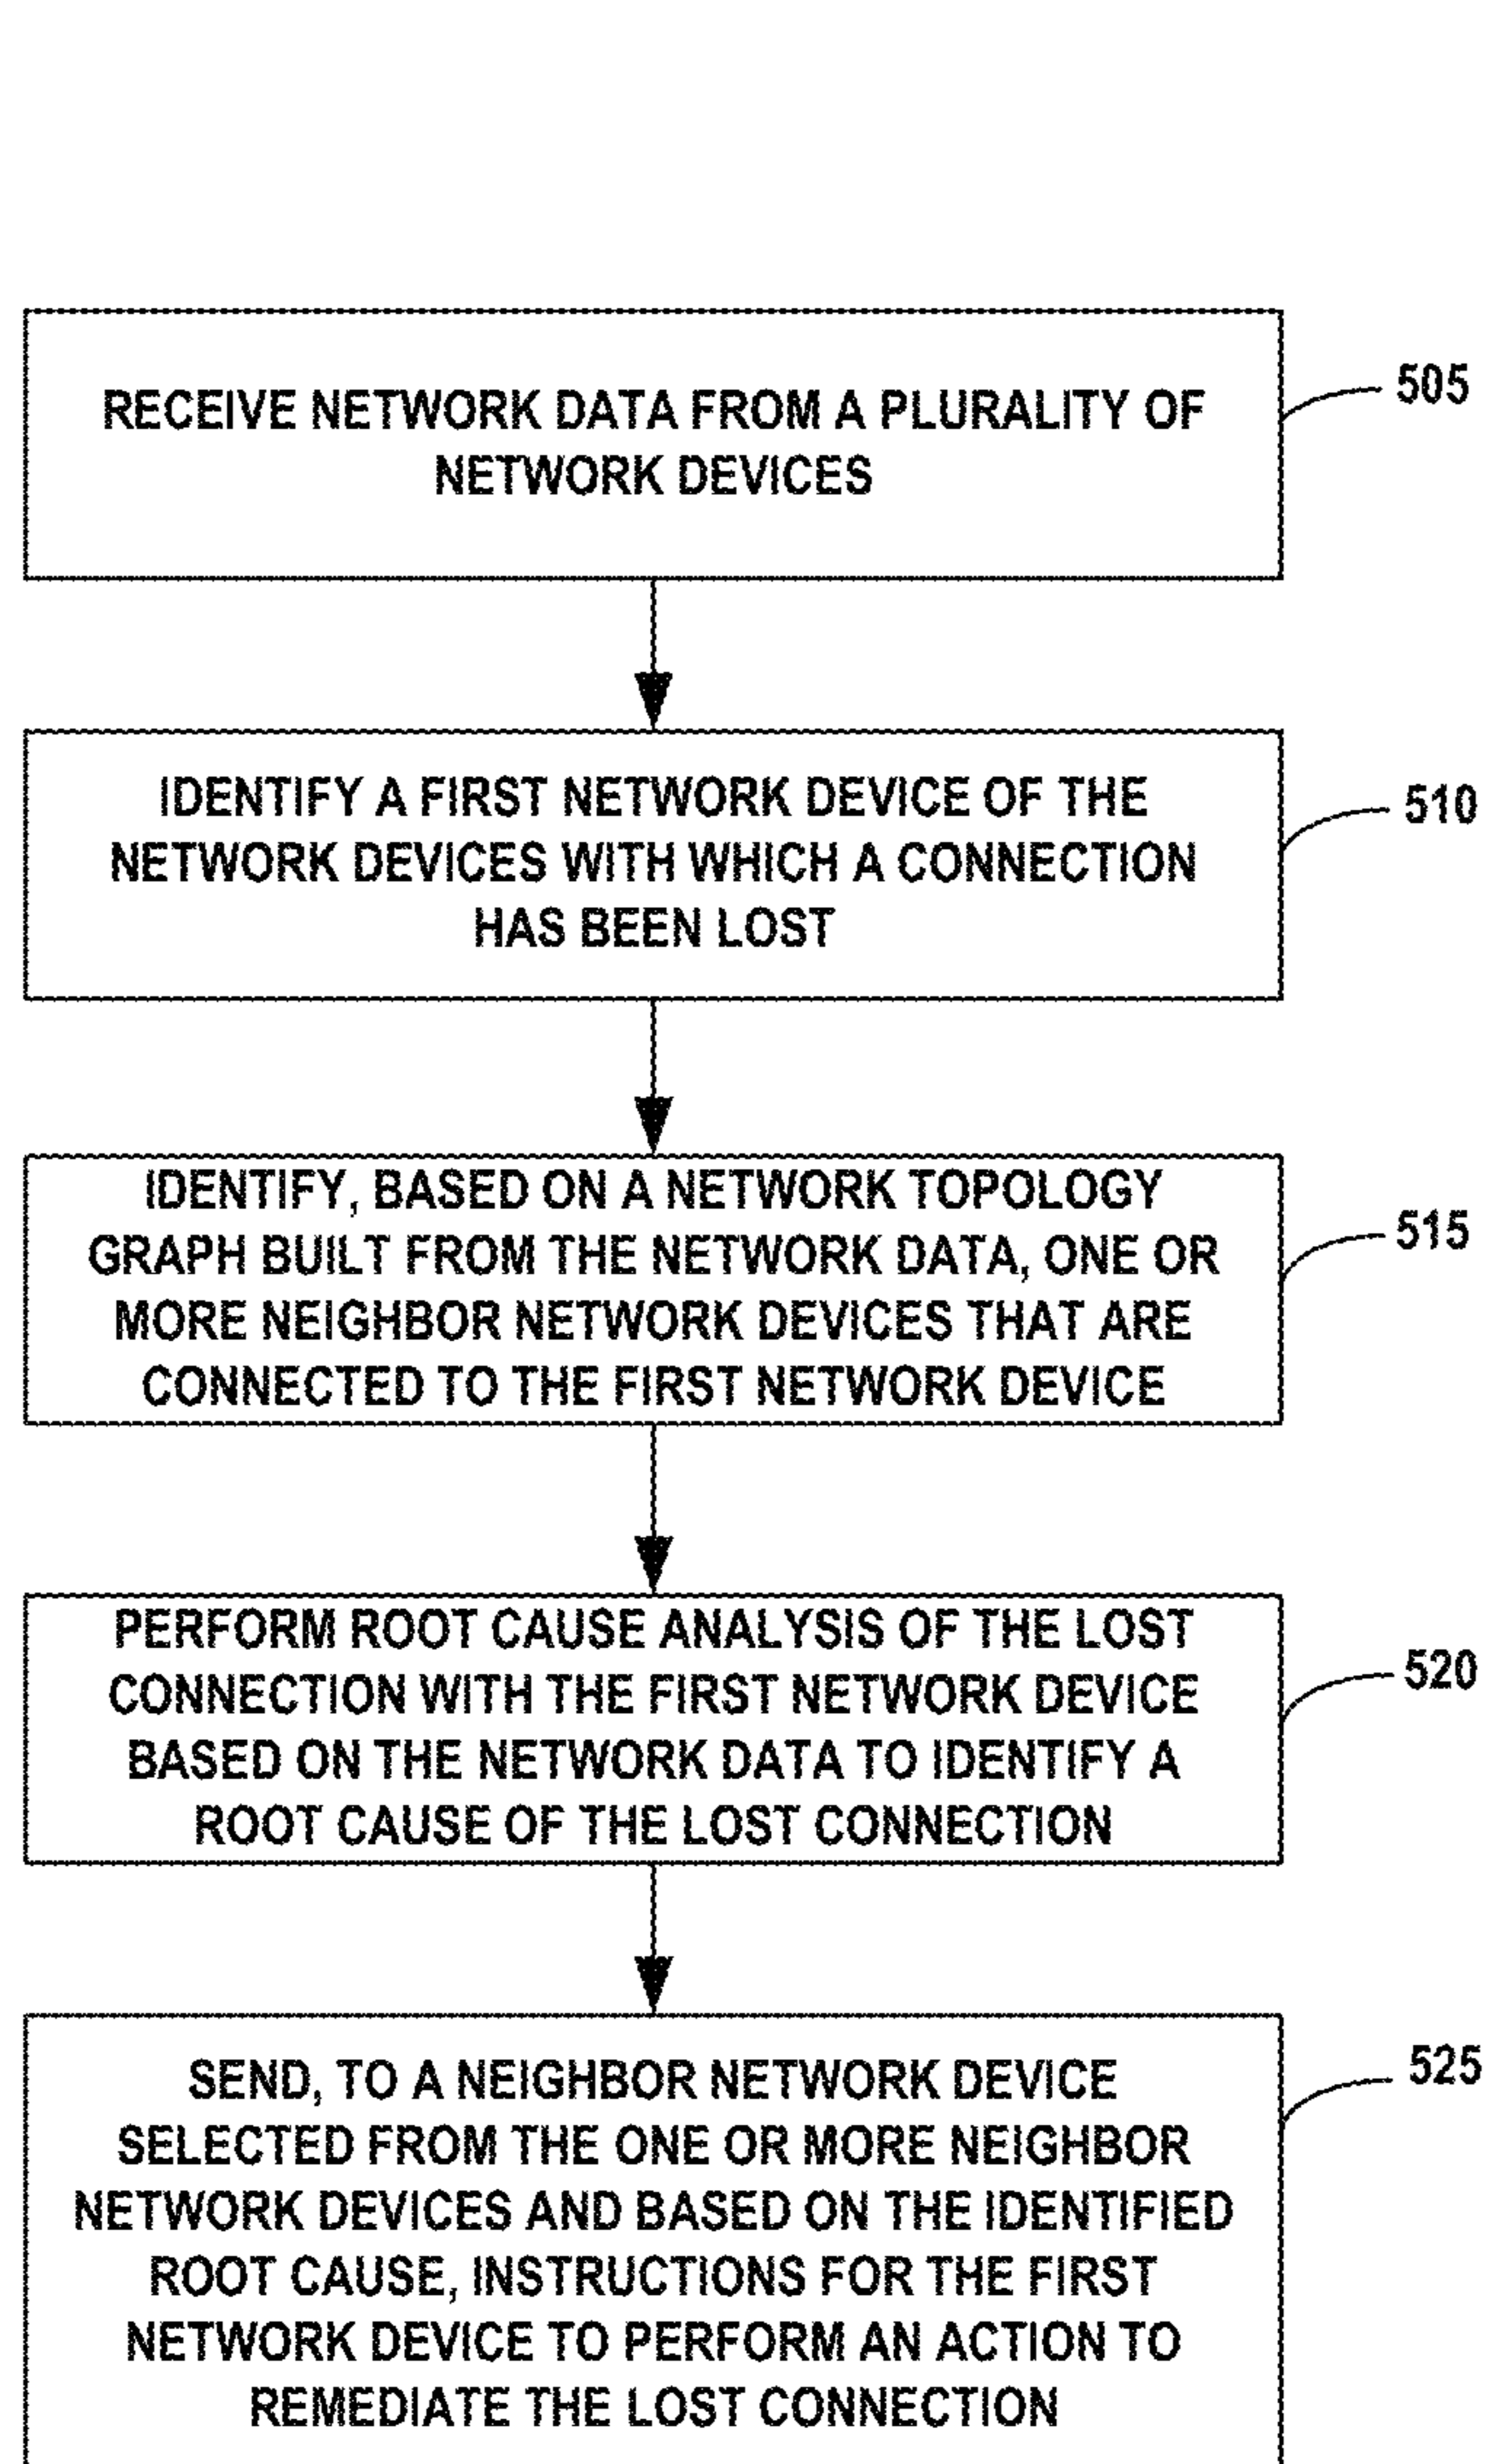 RECEIVE NETWORK DATA FROM A PLURALITY OF
NETWORK DEVICES
505
IDENTIFY A FIRST NETWORK DEVICE OF THE
NETWORK DEVICES WITH WHICH A CONNECTION
HAS BEEN LOST
510
IDENTIFY, BASED ON A NETWORK TOPOLOGY
GRAPH BUILT FROM THE NETWORK DATA, ONE OR
MORE NEIGHBOR NETWORK DEVICES THAT ARE
CONNECTED TO THE FIRST NETWORK DEVICE
515
PERFORM ROOT CAUSE ANALYSIS OF THE LOST
CONNECTION WITH THE FIRST NETWORK DEVICE
BASED ON THE NETWORK DATA TO IDENTIFY A
ROOT CAUSE OF THE LOST CONNECTION
520
SEND, TO A NEIGHBOR NETWORK DEVICE
SELECTED FROM THE ONE OR MORE NEIGHBOR
NETWORK DEVICES AND BASED ON THE IDENTIFIED
ROOT CAUSE, INSTRUCTIONS FOR THE FIRST
NETWORK DEVICE TO PERFORM AN ACTION TO
REMEDIATE THE LOST CONNECTION
525